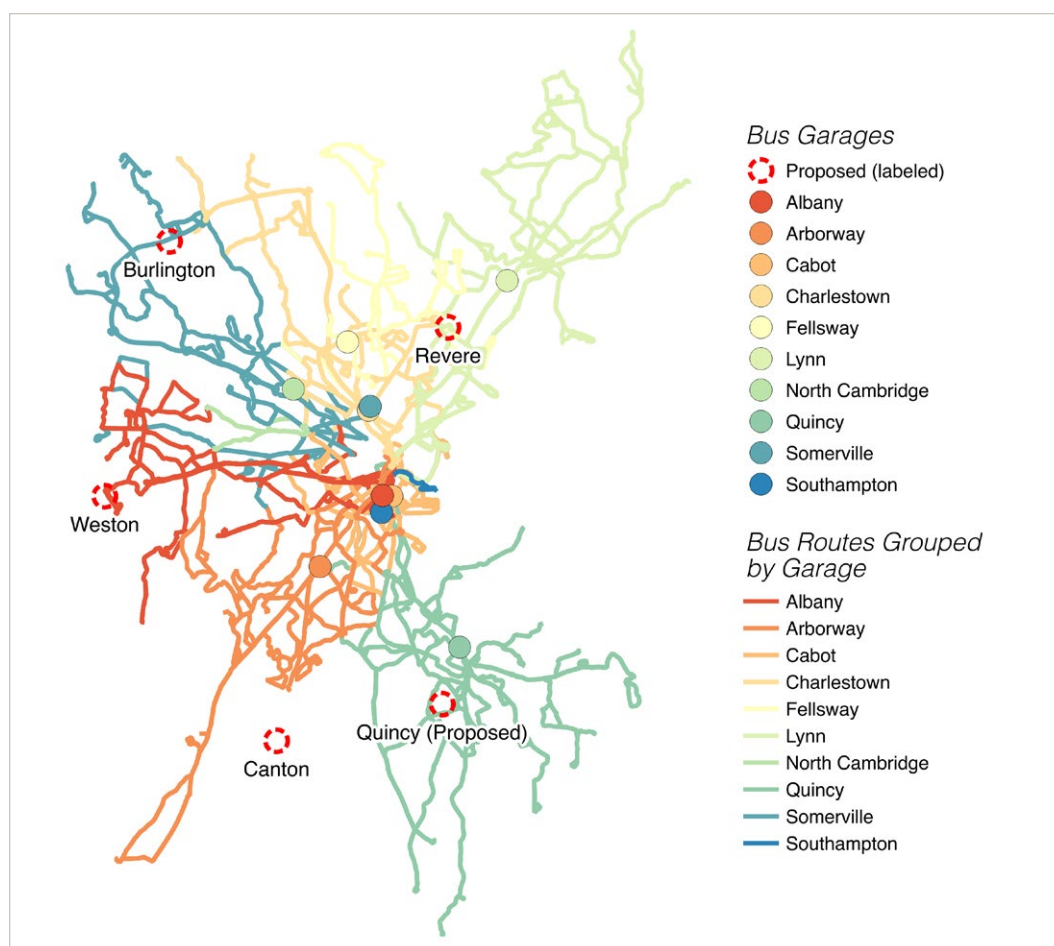 Burlington
Revere
Weston
Quincy (Proposed)
Canton
Bus Garages
Proposed (labeled)
Albany
Arborway
Cabot
Charlestown
Fellsway
Lynn
North Cambridge
Quincy
Somerville
Southampton
Bus Routes Grouped
by Garage
Albany
Arborway
Cabot
Charlestown
Fellsway
Lynn
North Cambridge
Quincy
Somerville
Southampton